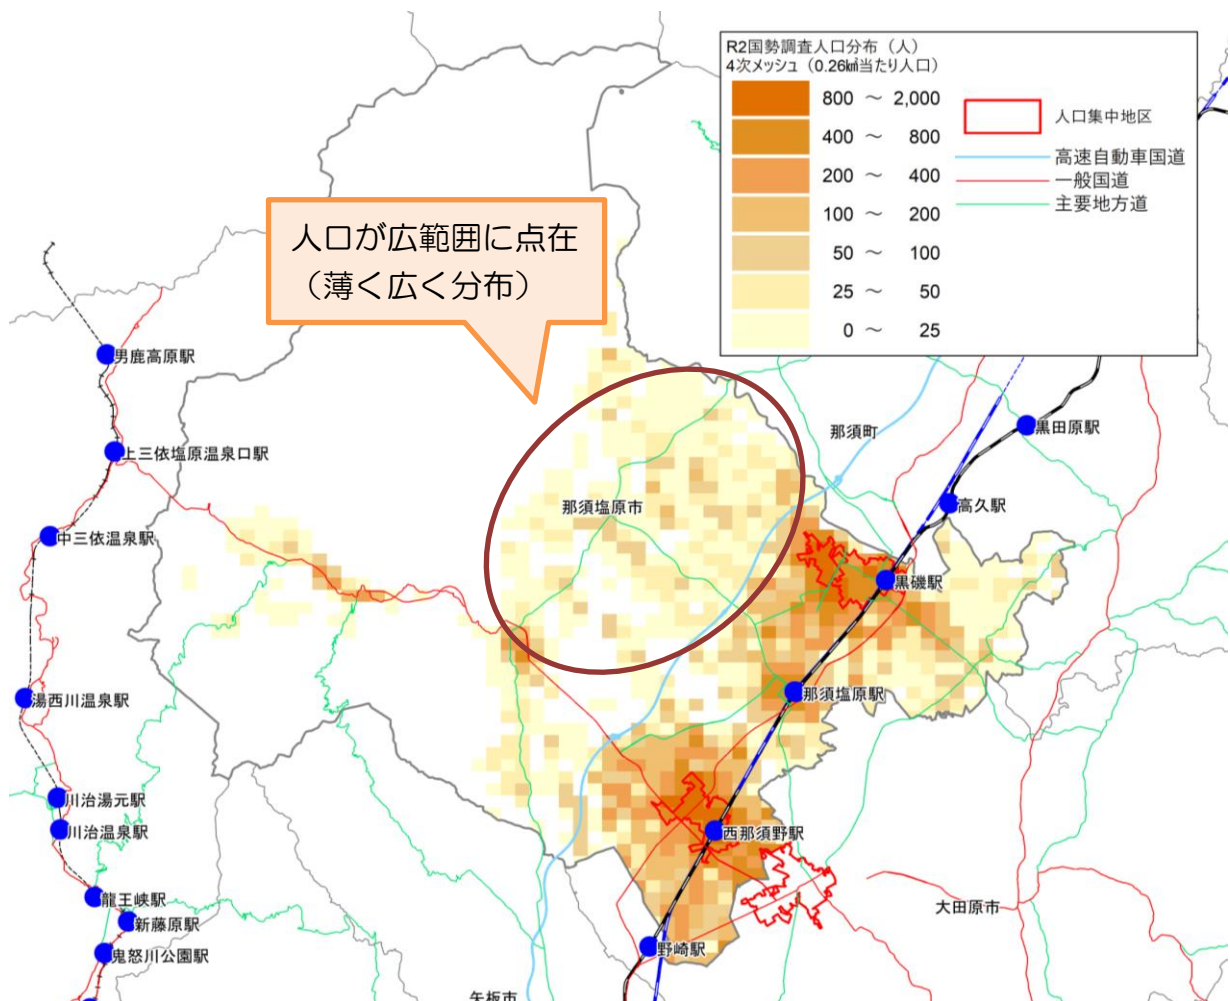 R2国勢調査人口分布（人）
4次メッシュ（0.26㎢当たり人口）
800 ～ 2,000
400 ～ 800
200 ～ 400
100 ～ 200
50 ～ 100
25 ～ 50
0 ～ 25
人口集中地区
高速自動車国道
一般国道
主要地方道
人口が広範囲に点在
（薄く広く分布）
男鹿高原駅
上三依塩原温泉口駅
中三依温泉駅
湯西川温泉駅
川治湯元駅
川治温泉駅
龍王峡駅
新藤原駅
鬼怒川公園駅
那須塩原市
那須町
黒田原駅
高久駅
黒磯駅
那須塩原駅
西那須野駅
野崎駅
大田原市
矢板市